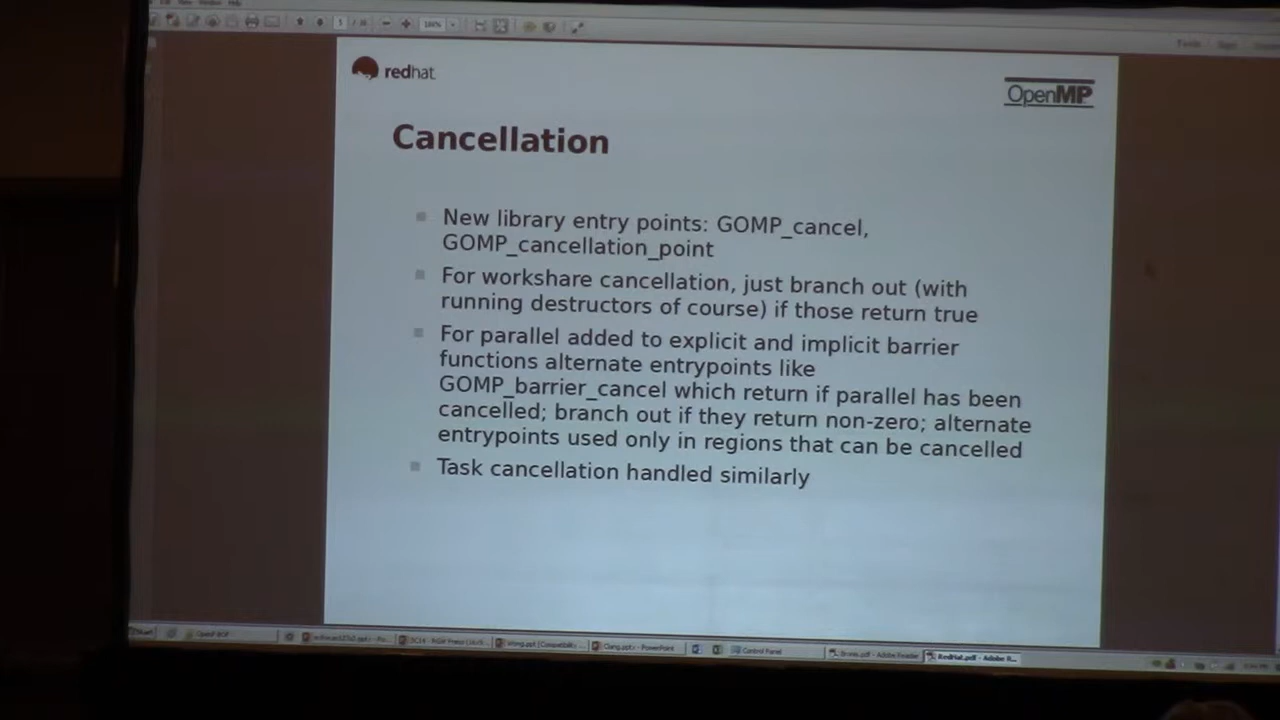 redhat
OpenMP
Cancellation
New library entry points: GOMP_cancel,
GOMP_cancellation_point
For workshare cancellation, just branch out (with
running destructors of course) if those return true
For parallel added to explicit and implicit barrier
functions alternate entrypoints like
GOMP_barrier_cancel which return if parallel has been
cancelled; branch out if they return non-zero; alternate
entrypoints used only in regions that can be cancelled
Task cancellation handled similarly
Control Panel